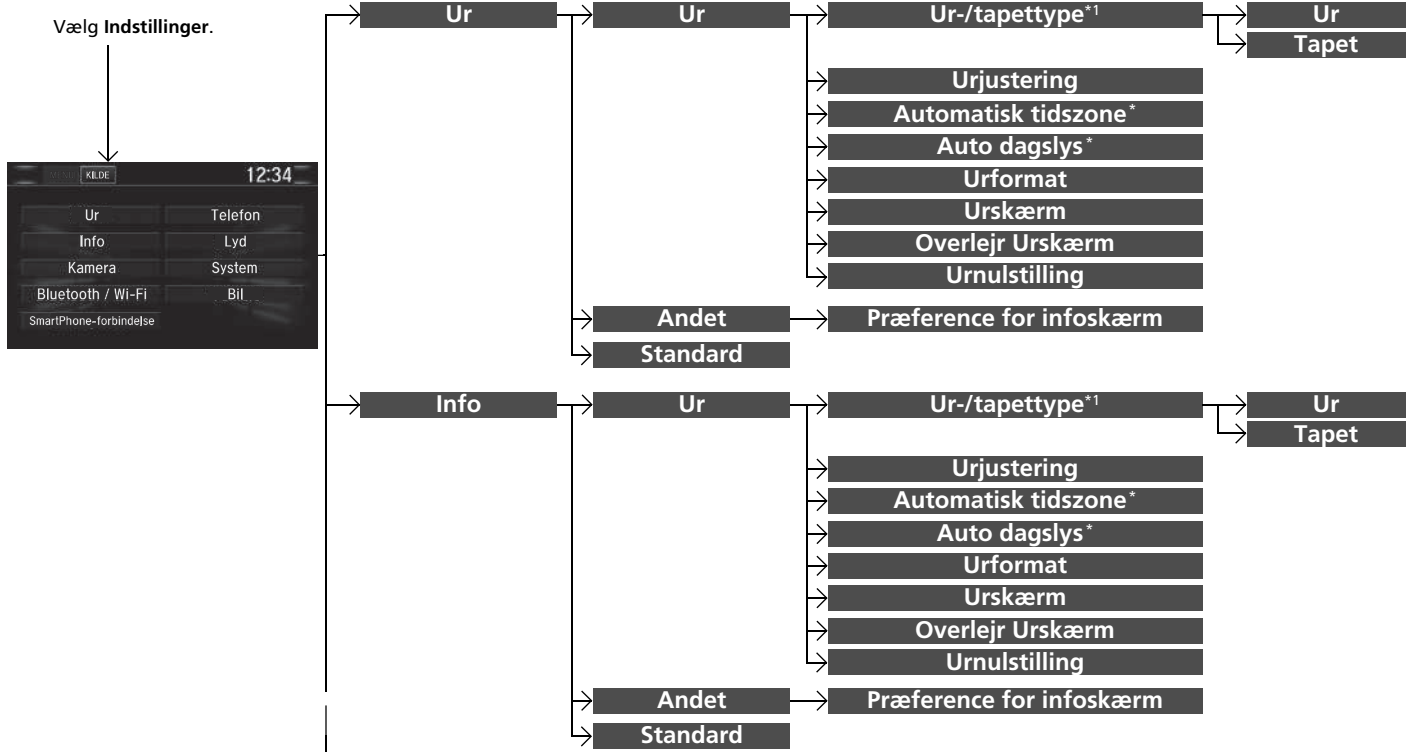 Vælg Indstillinger.
MENU KILDE 12:34
Ur Telefon
Info Lyd
Kamera System
Bluetooth / Wi-Fi Bil
SmartPhone-forbindelse
Ur Ur Ur-/tapettype*1 Ur
Tapet
Urjustering
Automatisk tidszone*
Auto dagslys*
Urformat
Urskærm
Overlejr Urskærm
Urnulstilling
Andet Præference for infoskærm
Standard
Info Ur Ur-/tapettype*1 Ur
Tapet
Urjustering
Automatisk tidszone*
Auto dagslys*
Urformat
Urskærm
Overlejr Urskærm
Urnulstilling
Andet Præference for infoskærm
Standard